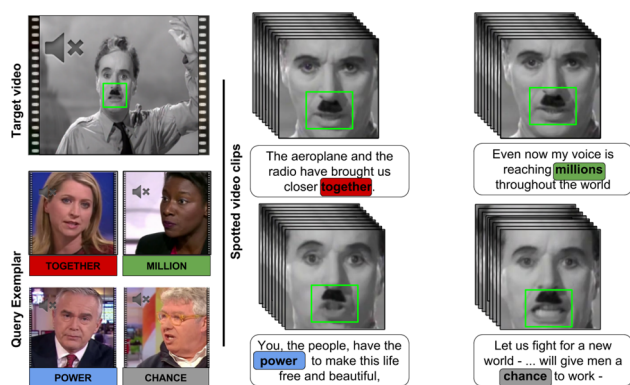 Target video
Query Exemplar
TOGETHER
MILLION
POWER
CHANCE
Spotted video clips
The aeroplane and the
radio have brought us
closer together.
Even now my voice is
reaching millions
throughout the world
You, the people, have the
power to make this life
free and beautiful,
Let us fight for a new
world - ... will give men a
chance to work -